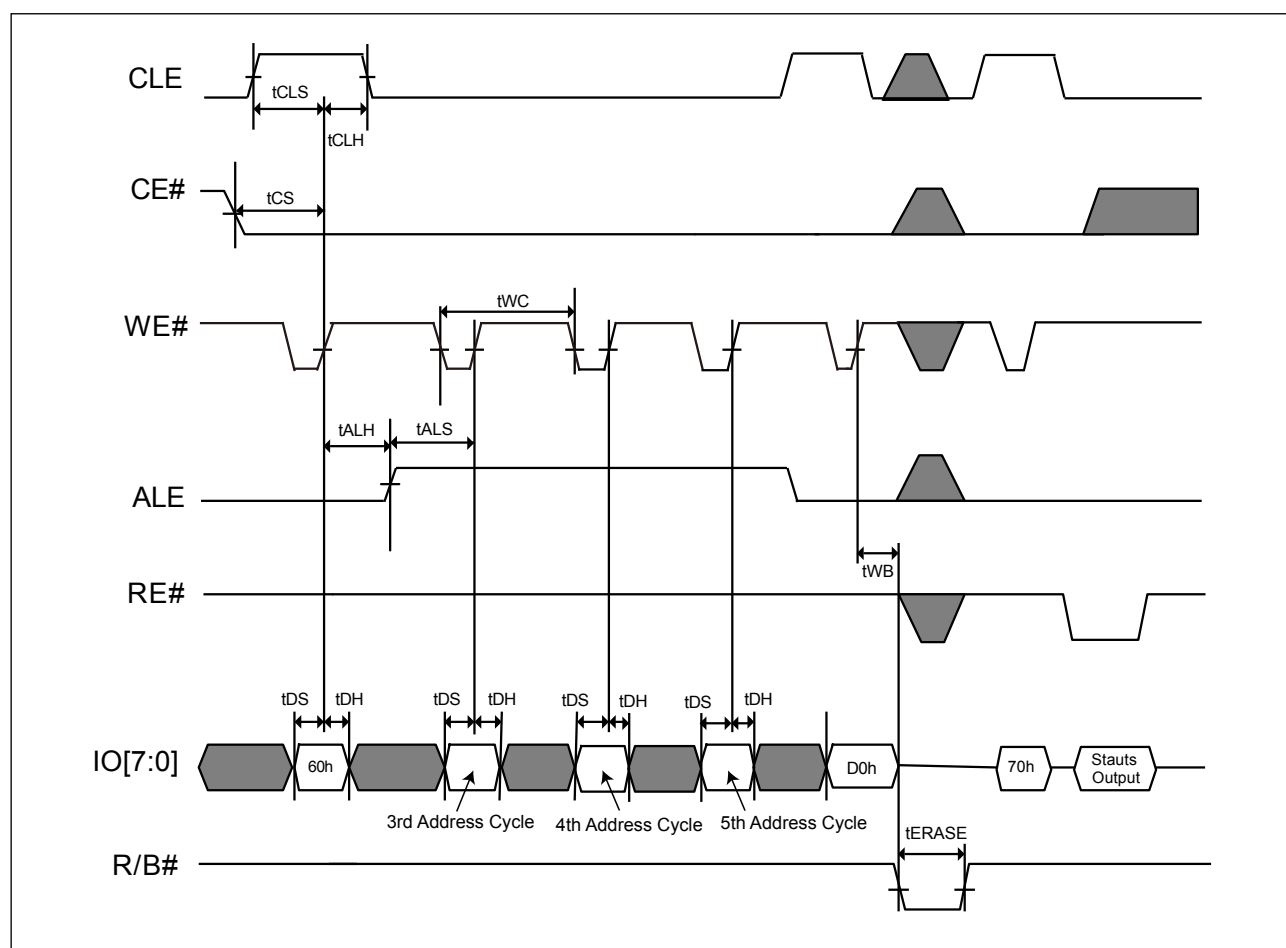 CLE
tCLS
tCLH
CE#
tCS
WE#
tWC
tALH
tALS
ALE
tWB
RE#
tDS
tDH
tDS
tDH
tDS
tDH
tDS
tDH
IO[7:0]
60h
D0h
70h
Stauts
Output
3rd Address Cycle
4th Address Cycle
5th Address Cycle
tERASE
R/B#